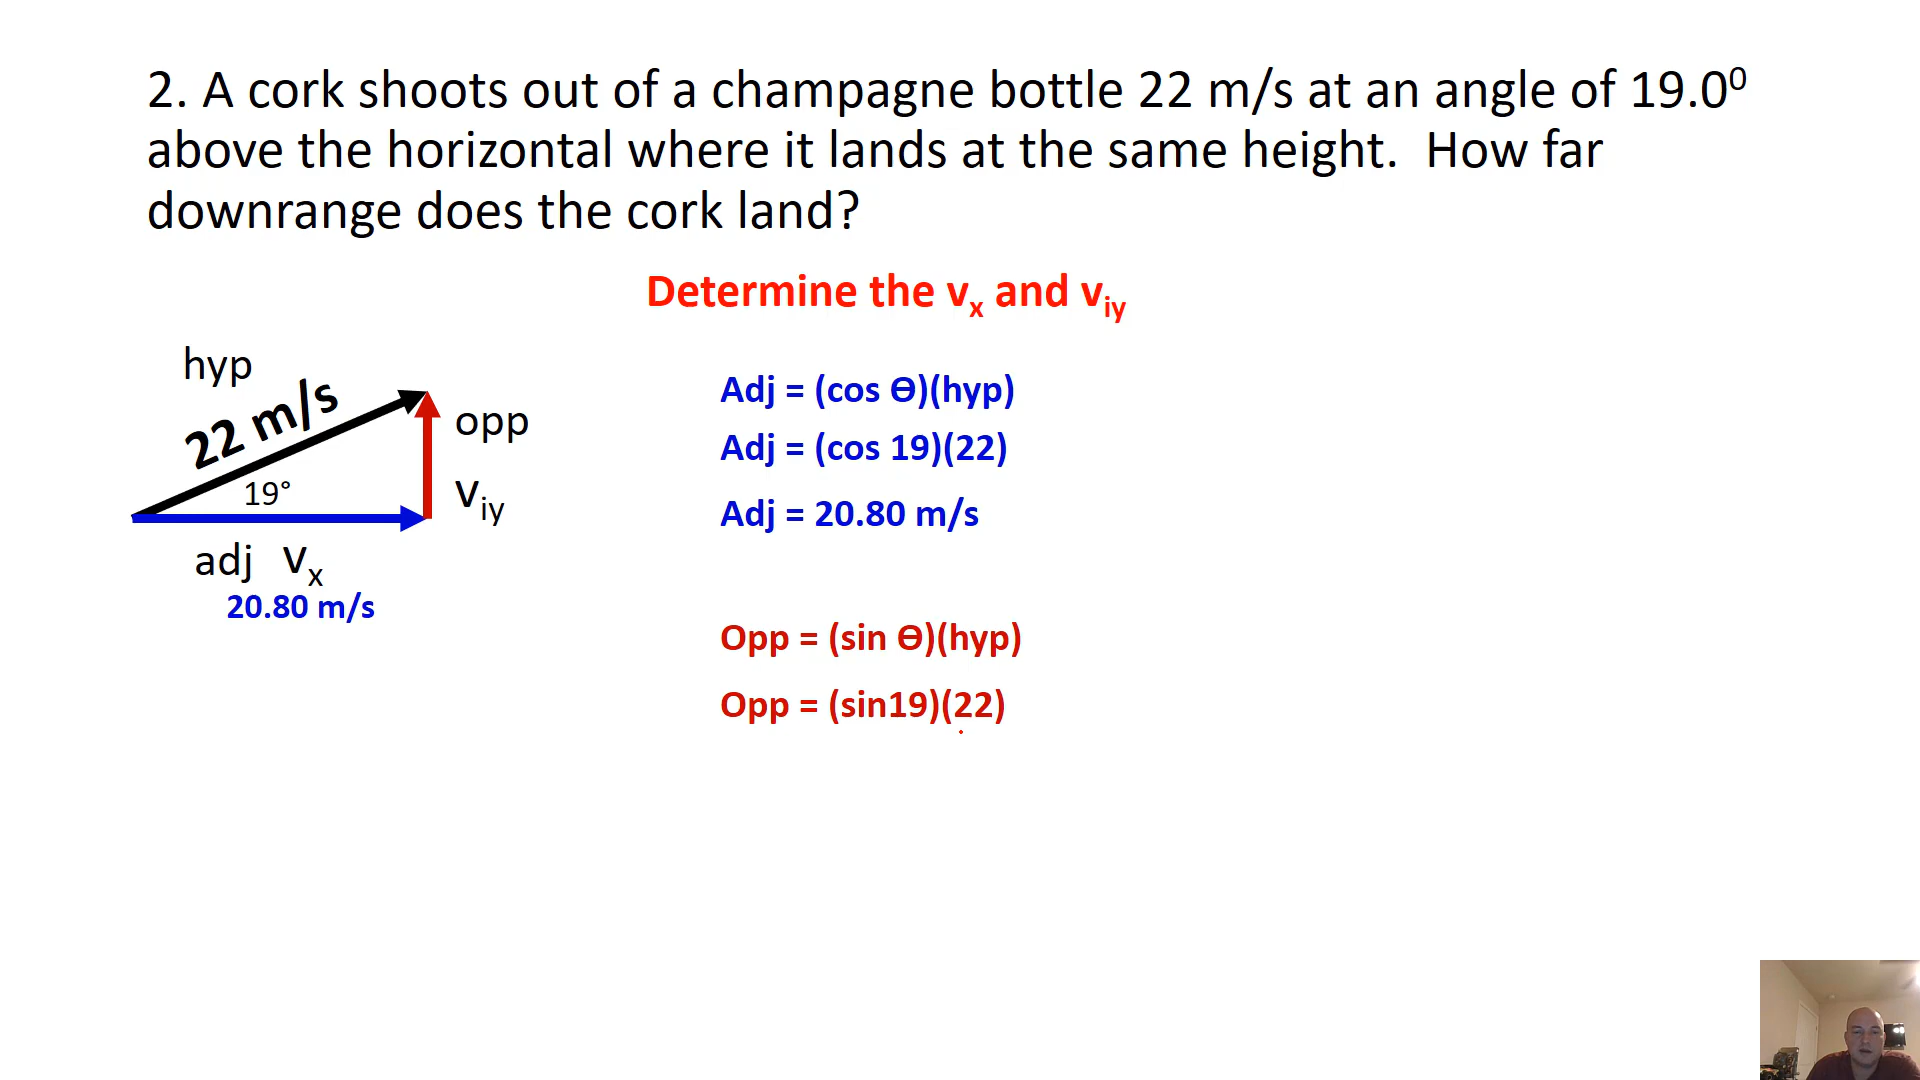 2. A cork shoots out of a champagne bottle 22 m/s at an angle of 19.0⁰
above the horizontal where it lands at the same height. How far
downrange does the cork land?
Determine the vₓ and v_iy
hyp
22 m/s
opp
19°
v_iy
adj vₓ
20.80 m/s
Adj = (cos ϴ)(hyp)
Adj = (cos 19)(22)
Adj = 20.80 m/s
Opp = (sin ϴ)(hyp)
Opp = (sin19)(22)